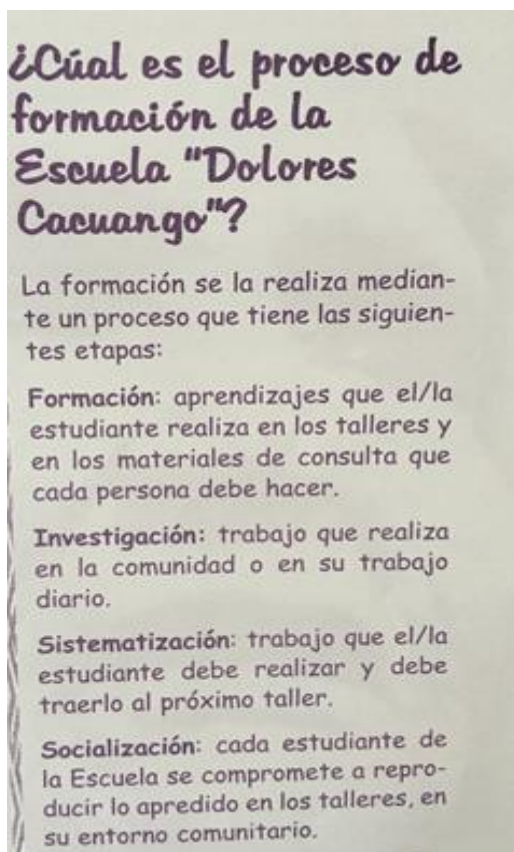 ¿Cúal es el proceso de
formación de la
Escuela "Dolores
Cacuango"?
La formación se la realiza median-
te un proceso que tiene las siguien-
tes etapas:
Formación: aprendizajes que el/la
estudiante realiza en los talleres y
en los materiales de consulta que
cada persona debe hacer.
Investigación: trabajo que realiza
en la comunidad o en su trabajo
diario.
Sistematización: trabajo que el/la
estudiante debe realizar y debe
traerlo al próximo taller.
Socialización: cada estudiante de
la Escuela se compromete a repro-
ducir lo apredido en los talleres, en
su entorno comunitario.